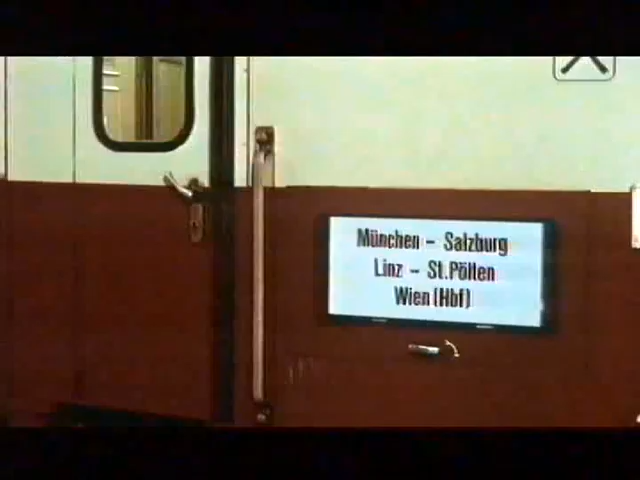 München – Salzburg
Linz – St.Pölten
Wien (Hbf)